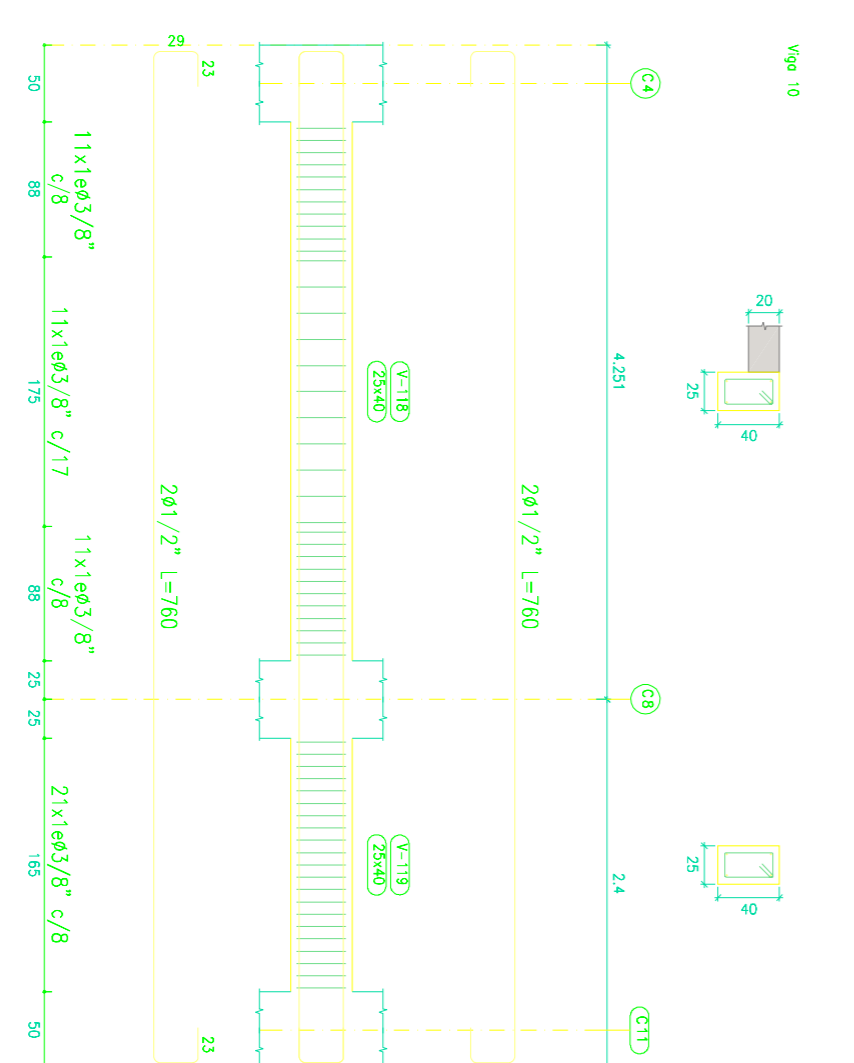 Viga 10
C4
C8
C11
20
25
40
25
40
4.251
2.4
2ø1/2" L=760
V-118
25x40
V-119
25x40
2ø1/2" L=760
29
23
23
11x1eø3/8"
c/8
11x1eø3/8" c/17
11x1eø3/8"
c/8
21x1eø3/8" c/8
50
88
175
88
25
25
165
50